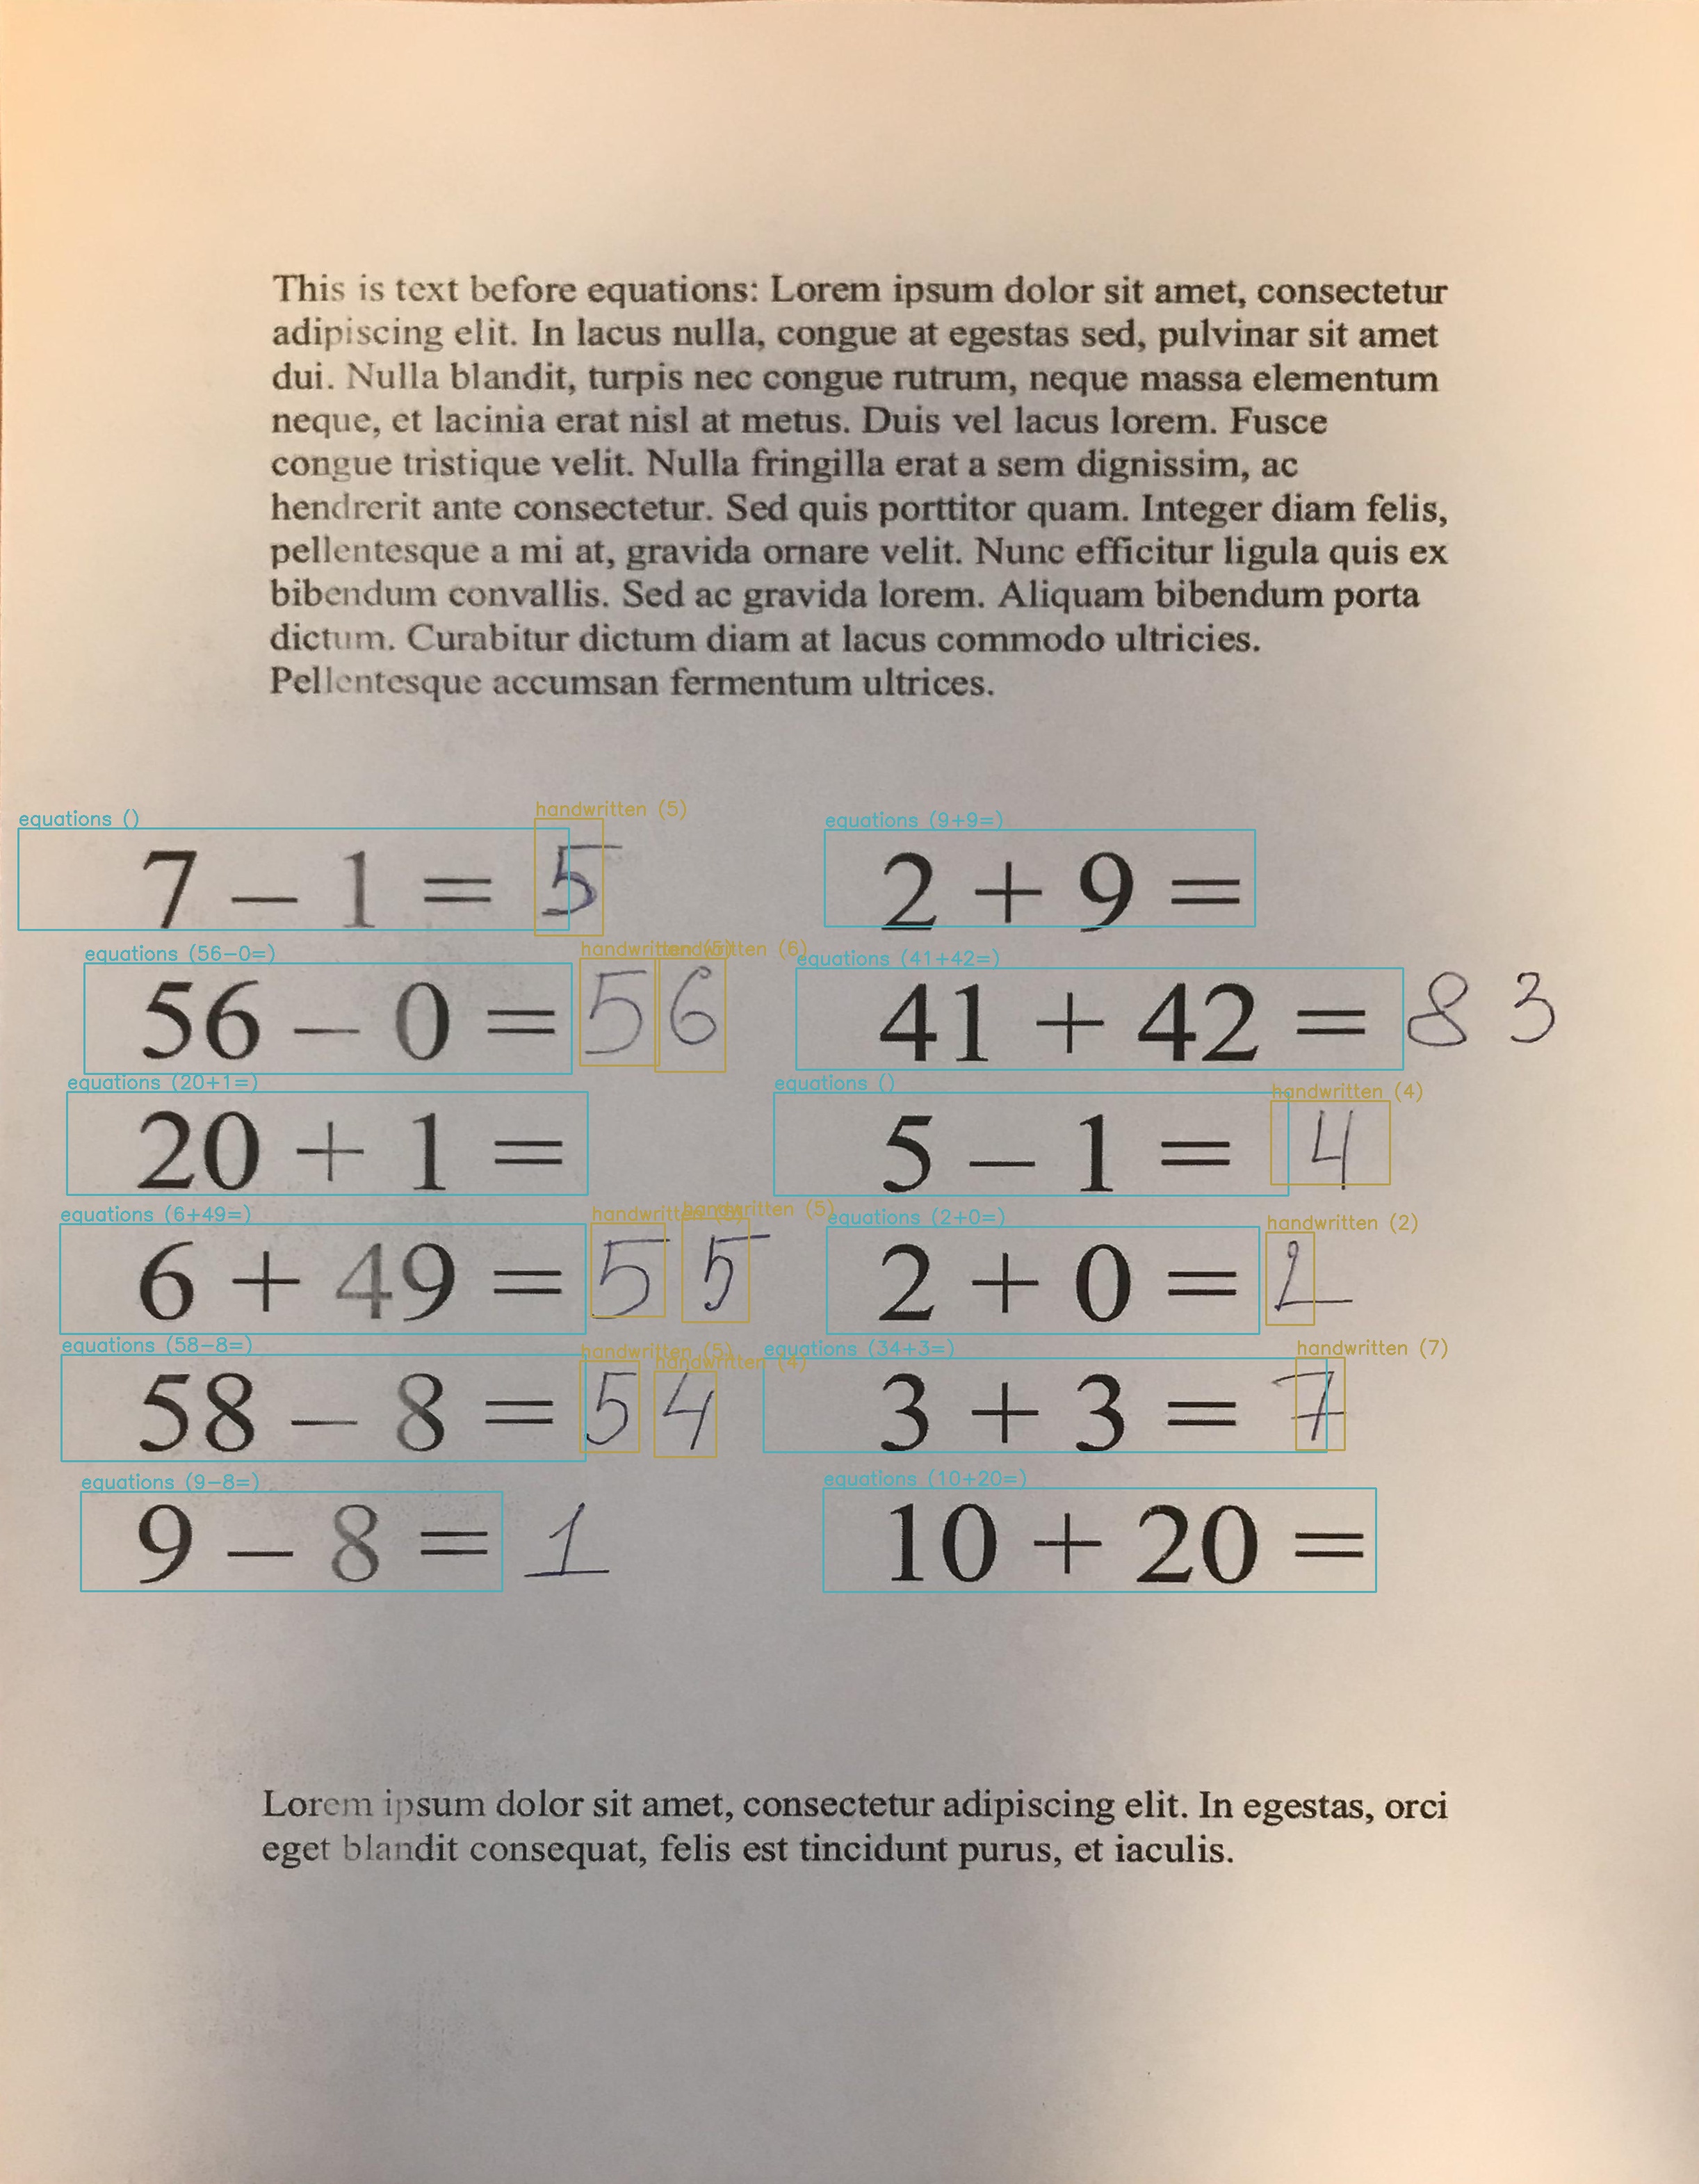 This is text before equations: Lorem ipsum dolor sit amet, consectetur
adipiscing elit. In lacus nulla, congue at egestas sed, pulvinar sit amet
dui. Nulla blandit, turpis nec congue rutrum, neque massa elementum
neque, et lacinia erat nisl at metus. Duis vel lacus lorem. Fusce
congue tristique velit. Nulla fringilla erat a sem dignissim, ac
hendrerit ante consectetur. Sed quis porttitor quam. Integer diam felis,
pellentesque a mi at, gravida ornare velit. Nunc efficitur ligula quis ex
bibendum convallis. Sed ac gravida lorem. Aliquam bibendum porta
dictum. Curabitur dictum diam at lacus commodo ultricies.
Pellentesque accumsan fermentum ultrices.
equations () handwritten (5) equations (9+9=)
7 − 1 = 5 2 + 9 =
equations (56−0=) handwritten (5) handwritten (6) equations (41+42=)
56 − 0 = 56 41 + 42 = 8 3
equations (20+1=) equations () handwritten (4)
20 + 1 = 5 − 1 = 4
equations (6+49=) handwritten handwritten (5) equations (2+0=) handwritten (2)
6 + 49 = 5 5 2 + 0 = 2
equations (58−8=) handwritten (5) handwritten (4) equations (34+3=) handwritten (7)
58 − 8 = 54 3 + 3 = 7
equations (9−8=) equations (10+20=)
9 − 8 = 1 10 + 20 =
Lorem ipsum dolor sit amet, consectetur adipiscing elit. In egestas, orci
eget blandit consequat, felis est tincidunt purus, et iaculis.